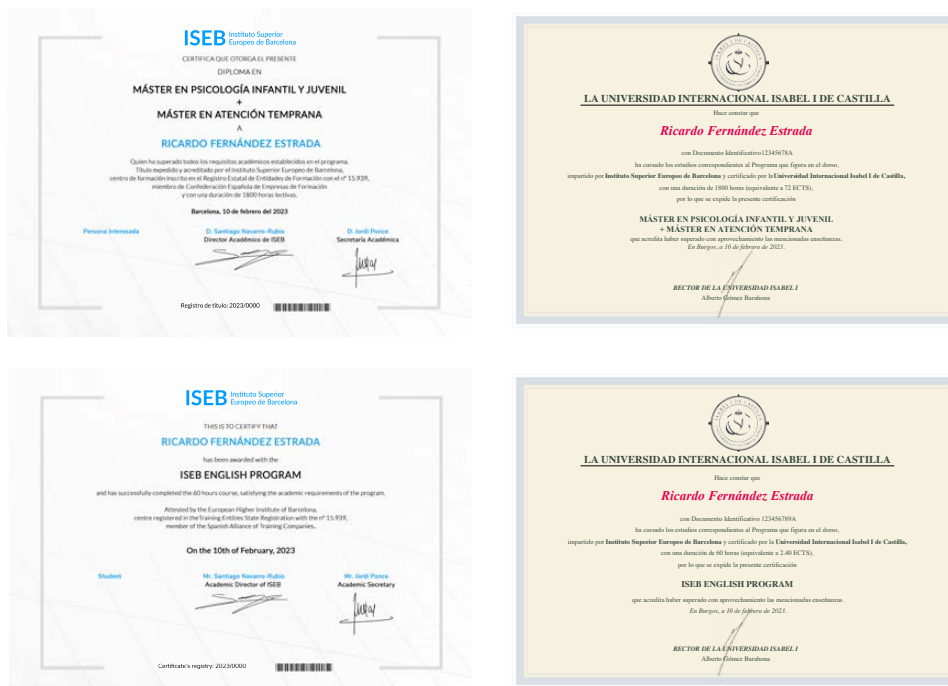 ISEB Instituto Superior
Europeo de Barcelona
CERTIFICA QUE OTORGA EL PRESENTE
DIPLOMA EN
MÁSTER EN PSICOLOGÍA INFANTIL Y JUVENIL
+
MÁSTER EN ATENCIÓN TEMPRANA
A
RICARDO FERNÁNDEZ ESTRADA
Quien ha superado todos los requisitos académicos establecidos en el programa.
Título expedido y acreditado por el Instituto Superior Europeo de Barcelona,
centro de formación inscrito en el Registro Estatal de Entidades de Formación con el nº 15.939,
miembro de Confederación Española de Empresas de Formación
y con una duración de 1800 horas lectivas.
Barcelona, 10 de febrero del 2023
Persona Interesada
D. Santiago Navarro-Rubio
Director Académico de ISEB
D. Jordi Ponce
Secretaría Académica
Registro de título: 2023/0000
ISABEL I DE CASTILLA
LA UNIVERSIDAD INTERNACIONAL ISABEL I DE CASTILLA
Hace constar que
Ricardo Fernández Estrada
con Documento Identificativo 12345678A
ha cursado los estudios correspondientes al Programa que figura en el dorso,
impartido por Instituto Superior Europeo de Barcelona y certificado por la Universidad Internacional Isabel I de Castilla,
con una duración de 1800 horas (equivalente a 72 ECTS),
por lo que se expide la presente certificación
MÁSTER EN PSICOLOGÍA INFANTIL Y JUVENIL
+ MÁSTER EN ATENCIÓN TEMPRANA
que acredita haber superado con aprovechamiento las mencionadas enseñanzas.
En Burgos, a 10 de febrero de 2023.
RECTOR DE LA UNIVERSIDAD ISABEL I
Alberto Gómez Barahona
ISEB Instituto Superior
Europeo de Barcelona
THIS IS TO CERTIFY THAT
RICARDO FERNÁNDEZ ESTRADA
has been awarded with the
ISEB ENGLISH PROGRAM
and has successfully completed the 60 hours course, satisfying the academic requirements of the program.
Attested by the European Higher Institute of Barcelona,
centre registered in the Training Entities State Registration with the nº 15.939,
member of the Spanish Alliance of Training Companies.
On the 10th of February, 2023
Student
Mr. Santiago Navarro-Rubio
Academic Director of ISEB
Mr. Jordi Ponce
Academic Secretary
Certificate's registry: 2023/0000
ISABEL I DE CASTILLA
LA UNIVERSIDAD INTERNACIONAL ISABEL I DE CASTILLA
Hace constar que
Ricardo Fernández Estrada
con Documento Identificativo 123456789A
ha cursado los estudios correspondientes al Programa que figura en el dorso,
impartido por Instituto Superior Europeo de Barcelona y certificado por la Universidad Internacional Isabel I de Castilla,
con una duración de 60 horas (equivalente a 2.40 ECTS),
por lo que se expide la presente certificación
ISEB ENGLISH PROGRAM
que acredita haber superado con aprovechamiento las mencionadas enseñanzas.
En Burgos, a 10 de febrero de 2023.
RECTOR DE LA UNIVERSIDAD ISABEL I
Alberto Gómez Barahona